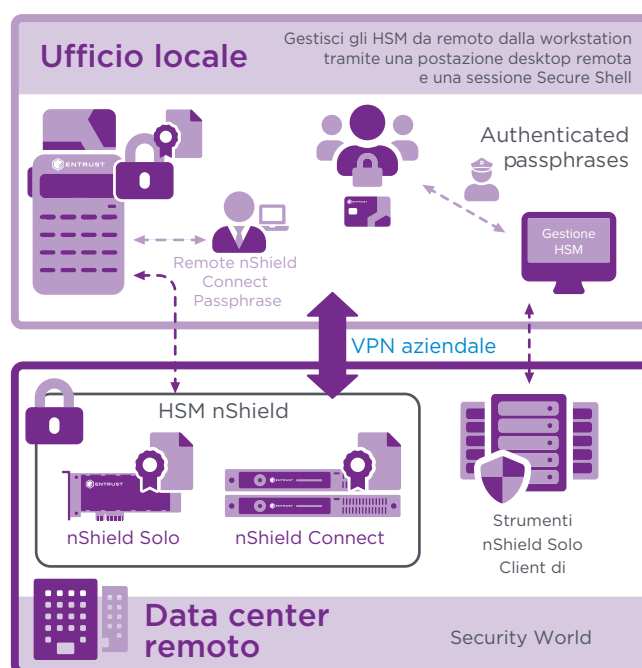 Ufficio locale
Gestisci gli HSM da remoto dalla workstation
tramite una postazione desktop remota
e una sessione Secure Shell
ENTRUST
Authenticated
passphrases
ENTRUST
Gestione
HSM
Remote nShield
Connect
Passphrase
VPN aziendale
HSM nShield
ENTRUST
ENTRUST
nShield Solo
nShield Connect
Strumenti
nShield Solo
Client di
Data center
remoto
Security World